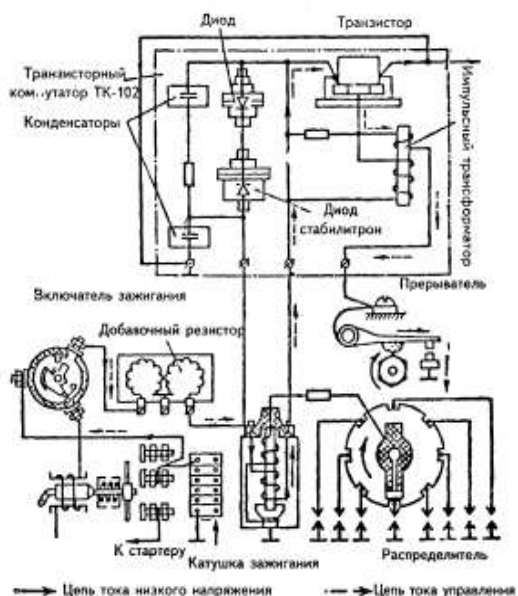 Диод
Транзистор
Транзисторный
ком утатор ТК-102
Конденсаторы
Импульсный трансформатор
Диод
стабилитрон
Прерыватель
Включатель зажигания
Добавочный резистор
К стартеру
Катушка зажигания
Распределитель
Цепь тока низкого напряжения
Цепь тока управления